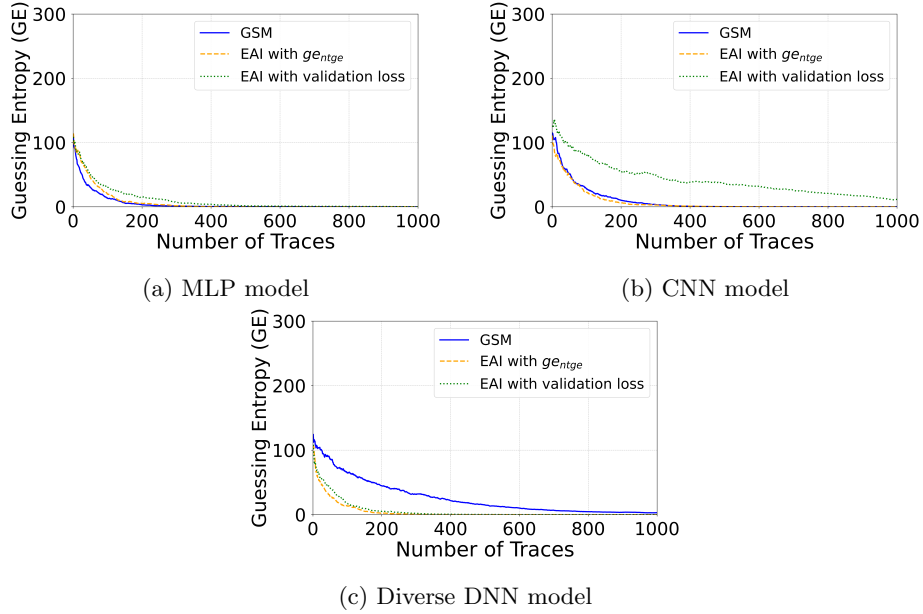 300
200
100
0
Guessing Entropy (GE)
GSM
EAI with ge_ntge
EAI with validation loss
0 200 400 600 800 1000
Number of Traces
(a) MLP model
300
200
100
0
Guessing Entropy (GE)
GSM
EAI with ge_ntge
EAI with validation loss
0 200 400 600 800 1000
Number of Traces
(b) CNN model
300
200
100
0
Guessing Entropy (GE)
GSM
EAI with ge_ntge
EAI with validation loss
0 200 400 600 800 1000
Number of Traces
(c) Diverse DNN model